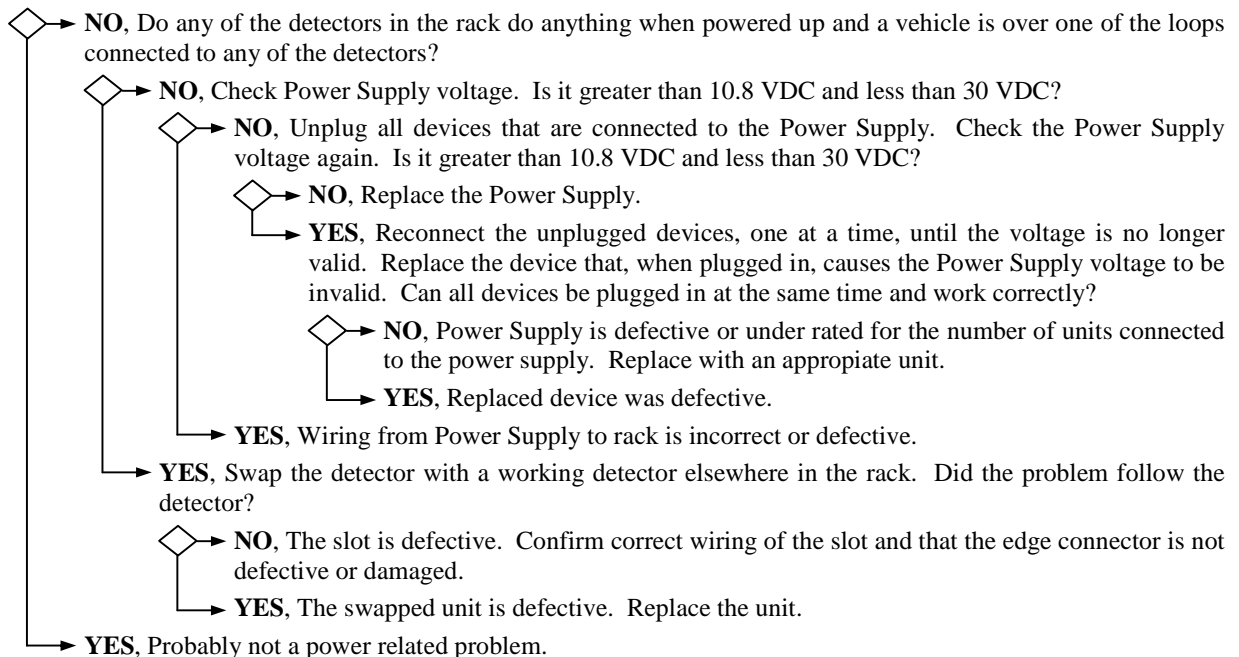 NO, Do any of the detectors in the rack do anything when powered up and a vehicle is over one of the loops
connected to any of the detectors?
NO, Check Power Supply voltage. Is it greater than 10.8 VDC and less than 30 VDC?
NO, Unplug all devices that are connected to the Power Supply. Check the Power Supply
voltage again. Is it greater than 10.8 VDC and less than 30 VDC?
NO, Replace the Power Supply.
YES, Reconnect the unplugged devices, one at a time, until the voltage is no longer
valid. Replace the device that, when plugged in, causes the Power Supply voltage to be
invalid. Can all devices be plugged in at the same time and work correctly?
NO, Power Supply is defective or under rated for the number of units connected
to the power supply. Replace with an appropiate unit.
YES, Replaced device was defective.
YES, Wiring from Power Supply to rack is incorrect or defective.
YES, Swap the detector with a working detector elsewhere in the rack. Did the problem follow the
detector?
NO, The slot is defective. Confirm correct wiring of the slot and that the edge connector is not
defective or damaged.
YES, The swapped unit is defective. Replace the unit.
YES, Probably not a power related problem.